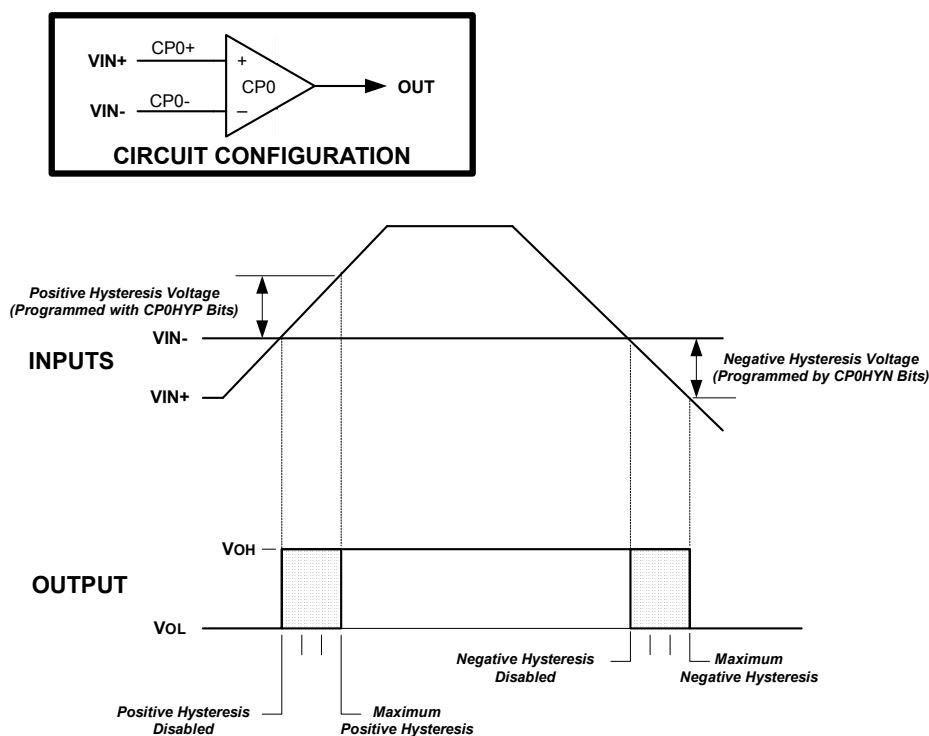 VIN+
CP0+
+
CP0
OUT
VIN-
CP0-
–
CIRCUIT CONFIGURATION
Positive Hysteresis Voltage
(Programmed with CP0HYP Bits)
VIN-
INPUTS
Negative Hysteresis Voltage
(Programmed by CP0HYN Bits)
VIN+
VOH
OUTPUT
VOL
Negative Hysteresis
Disabled
Maximum
Negative Hysteresis
Positive Hysteresis
Disabled
Maximum
Positive Hysteresis